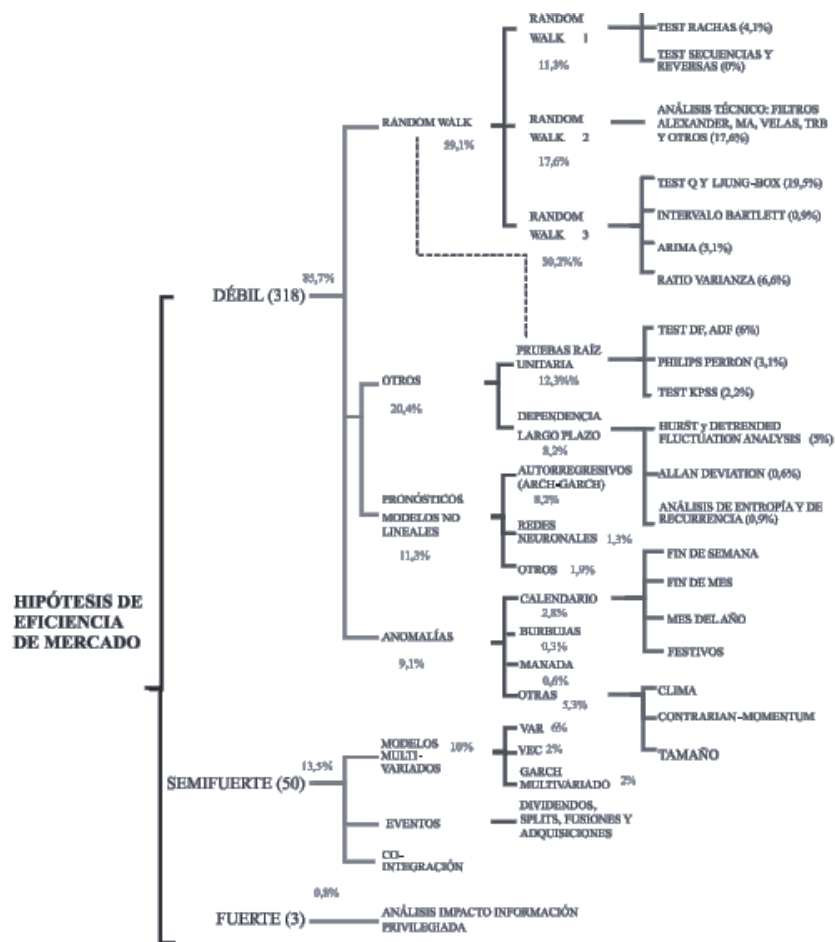 RANDOM
WALK 1
11,3%
TEST RACHAS (4,1%)
TEST SECUENCIAS Y
REVERSAS (0%)
RANDOM WALK
59,1%
RANDOM
WALK 2
17,6%
ANÁLISIS TÉCNICO: FILTROS
ALEXANDER, MA, VELAS, TRB
Y OTROS (17,6%)
RANDOM
WALK 3
30,2%%
TEST Q Y LJUNG-BOX (19,5%)
INTERVALO BARTLETT (0,9%)
ARIMA (3,1%)
RATIO VARIANZA (6,6%)
85,7%
DÉBIL (318)
OTROS
20,4%
PRUEBAS RAÍZ
UNITARIA
12,3%%
TEST DF, ADF (6%)
PHILIPS PERRON (3,1%)
TEST KPSS (2,2%)
DEPENDENCIA
LARGO PLAZO
8,2%
HURST y DETRENDED
FLUCTUATION ANALYSIS (5%)
ALLAN DEVIATION (0,6%)
ANÁLISIS DE ENTROPÍA Y DE
RECURRENCIA (0,9%)
PRONÓSTICOS
MODELOS NO
LINEALES
11,3%
AUTORREGRESIVOS
(ARCH-GARCH)
8,2%
REDES
NEURONALES 1,3%
OTROS 1,9%
ANOMALÍAS
9,1%
CALENDARIO
2,8%
FIN DE SEMANA
FIN DE MES
MES DEL AÑO
FESTIVOS
BURBUJAS
0,3%
MANADA
0,6%
OTRAS
5,3%
CLIMA
CONTRARIAN-MOMENTUM
TAMAÑO
HIPÓTESIS DE
EFICIENCIA
DE MERCADO
13,5%
SEMIFUERTE (50)
MODELOS
MULTI-
VARIADOS
10%
VAR 6%
VEC 2%
GARCH
MULTIVARIADO 2%
EVENTOS
DIVIDENDOS,
SPLITS, FUSIONES Y
ADQUISICIONES
CO-
INTEGRACIÓN
0,8%
FUERTE (3)
ANÁLISIS IMPACTO INFORMACIÓN
PRIVILEGIADA